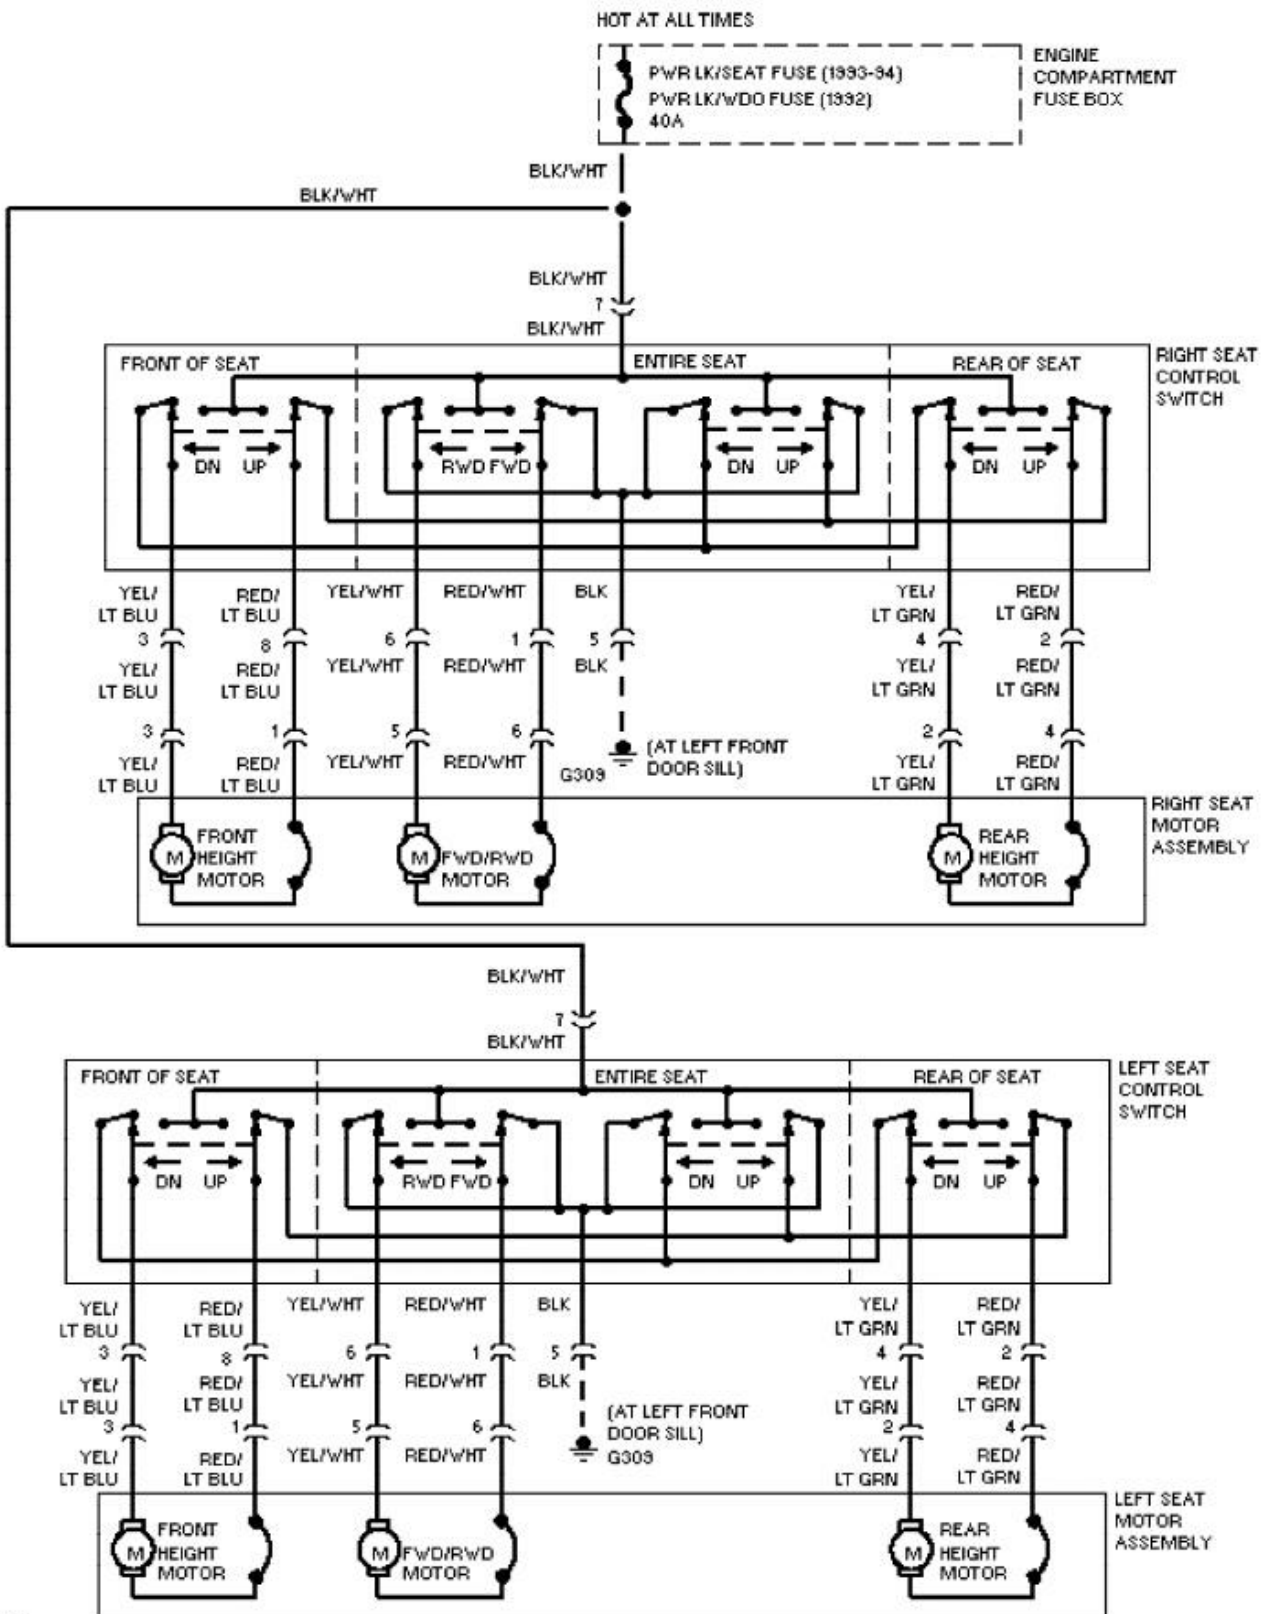 HOT AT ALL TIMES
PWR LK/SEAT FUSE (1993-94)
PWR LK/WDO FUSE (1992)
40A
ENGINE
COMPARTMENT
FUSE BOX
BLK/WHT
BLK/WHT
BLK/WHT
7
BLK/WHT
FRONT OF SEAT
ENTIRE SEAT
REAR OF SEAT
RIGHT SEAT
CONTROL
SWITCH
DN UP
RWD FWD
DN UP
DN UP
YEL/
LT BLU
RED/
LT BLU
YEL/WHT
RED/WHT
BLK
YEL/
LT GRN
RED/
LT GRN
3
8
6
1
5
4
2
YEL/
LT BLU
RED/
LT BLU
YEL/WHT
RED/WHT
BLK
YEL/
LT GRN
RED/
LT GRN
3
1
5
6
(AT LEFT FRONT
DOOR SILL)
G309
2
4
YEL/
LT BLU
RED/
LT BLU
YEL/WHT
RED/WHT
YEL/
LT GRN
RED/
LT GRN
M
FRONT
HEIGHT
MOTOR
M
FWD/RWD
MOTOR
M
REAR
HEIGHT
MOTOR
RIGHT SEAT
MOTOR
ASSEMBLY
BLK/WHT
7
BLK/WHT
FRONT OF SEAT
ENTIRE SEAT
REAR OF SEAT
LEFT SEAT
CONTROL
SWITCH
DN UP
RWD FWD
DN UP
DN UP
YEL/
LT BLU
RED/
LT BLU
YEL/WHT
RED/WHT
BLK
YEL/
LT GRN
RED/
LT GRN
3
8
6
1
5
4
2
YEL/
LT BLU
RED/
LT BLU
YEL/WHT
RED/WHT
BLK
YEL/
LT GRN
RED/
LT GRN
3
1
5
6
(AT LEFT FRONT
DOOR SILL)
G309
2
4
YEL/
LT BLU
RED/
LT BLU
YEL/WHT
RED/WHT
YEL/
LT GRN
RED/
LT GRN
M
FRONT
HEIGHT
MOTOR
M
FWD/RWD
MOTOR
M
REAR
HEIGHT
MOTOR
LEFT SEAT
MOTOR
ASSEMBLY